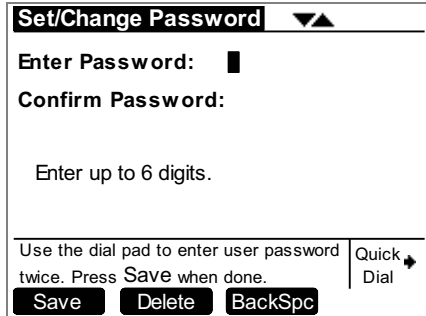 Set/Change Password
Enter Password:
Confirm Password:
Enter up to 6 digits.
Use the dial pad to enter user password
twice. Press Save when done.
Quick
Dial
Save Delete BackSpc